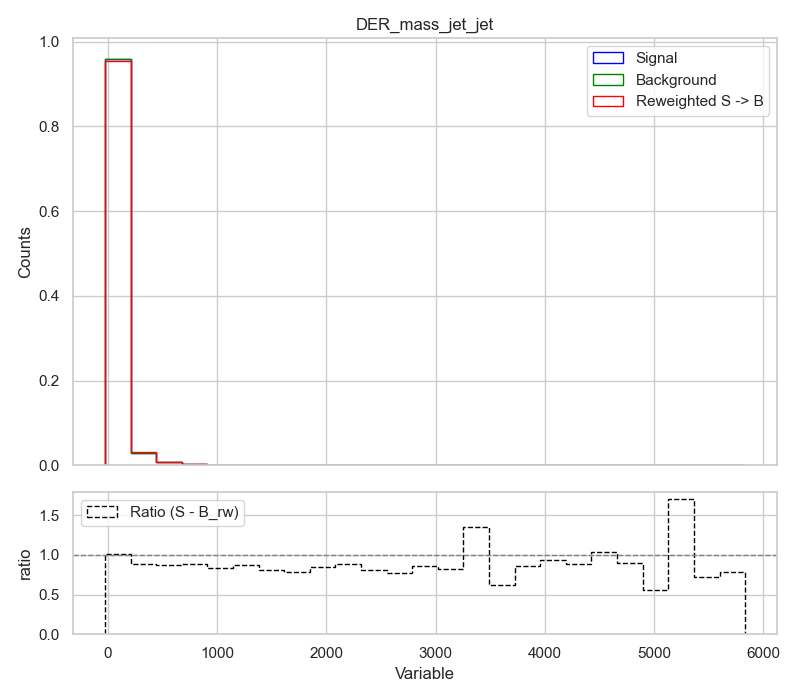 DER_mass_jet_jet
1.0
0.8
0.6
0.4
0.2
0.0
Counts
Signal
Background
Reweighted S -> B
1.5
1.0
0.5
0.0
ratio
Ratio (S - B_rw)
0 1000 2000 3000 4000 5000 6000
Variable